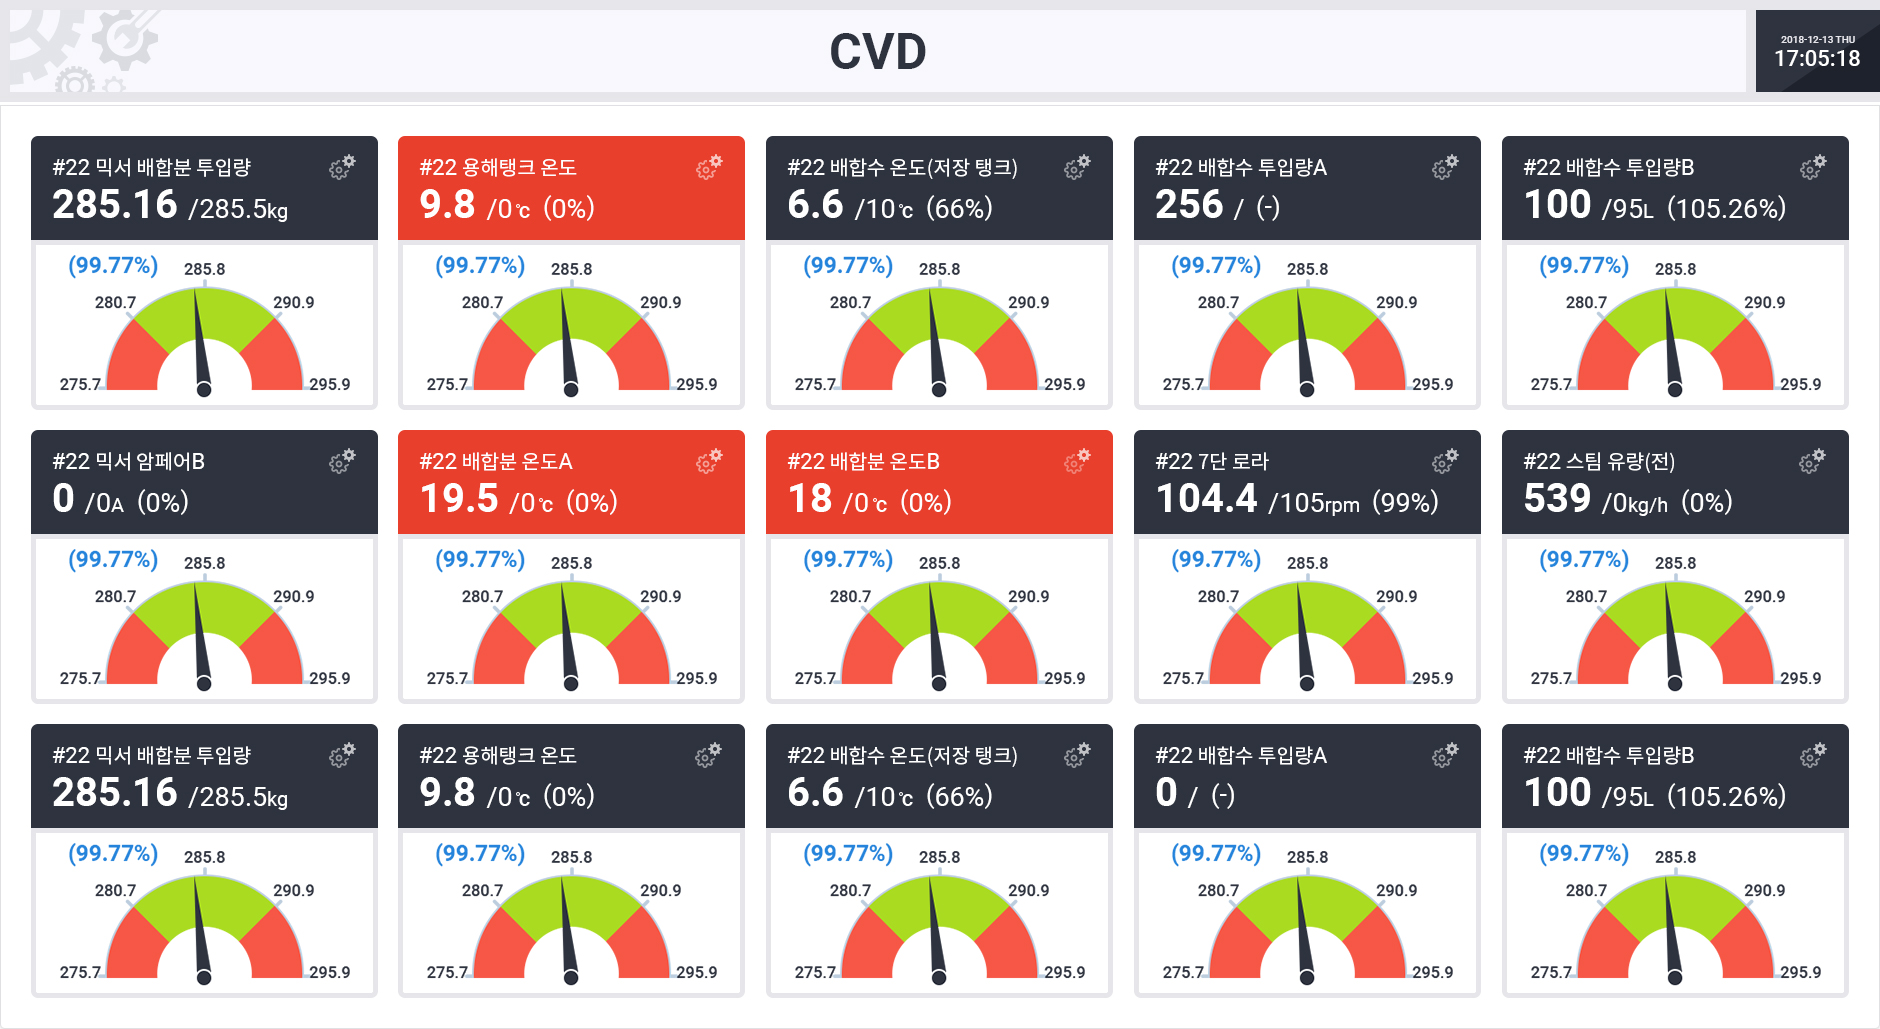 CVD
2018-12-13 THU
17:05:18
#22 믹서 배합분 투입량
285.16 /285.5kg
(99.77%)
285.8
280.7
290.9
275.7
295.9
#22 용해탱크 온도
9.8 /0℃ (0%)
(99.77%)
285.8
280.7
290.9
275.7
295.9
#22 배합수 온도(저장 탱크)
6.6 /10℃ (66%)
(99.77%)
285.8
280.7
290.9
275.7
295.9
#22 배합수 투입량A
256 / (-)
(99.77%)
285.8
280.7
290.9
275.7
295.9
#22 배합수 투입량B
100 /95L (105.26%)
(99.77%)
285.8
280.7
290.9
275.7
295.9
#22 믹서 암페어B
0 /0A (0%)
(99.77%)
285.8
280.7
290.9
275.7
295.9
#22 배합분 온도A
19.5 /0℃ (0%)
(99.77%)
285.8
280.7
290.9
275.7
295.9
#22 배합분 온도B
18 /0℃ (0%)
(99.77%)
285.8
280.7
290.9
275.7
295.9
#22 7단 로라
104.4 /105rpm (99%)
(99.77%)
285.8
280.7
290.9
275.7
295.9
#22 스팀 유량(전)
539 /0kg/h (0%)
(99.77%)
285.8
280.7
290.9
275.7
295.9
#22 믹서 배합분 투입량
285.16 /285.5kg
(99.77%)
285.8
280.7
290.9
275.7
295.9
#22 용해탱크 온도
9.8 /0℃ (0%)
(99.77%)
285.8
280.7
290.9
275.7
295.9
#22 배합수 온도(저장 탱크)
6.6 /10℃ (66%)
(99.77%)
285.8
280.7
290.9
275.7
295.9
#22 배합수 투입량A
0 / (-)
(99.77%)
285.8
280.7
290.9
275.7
295.9
#22 배합수 투입량B
100 /95L (105.26%)
(99.77%)
285.8
280.7
290.9
275.7
295.9